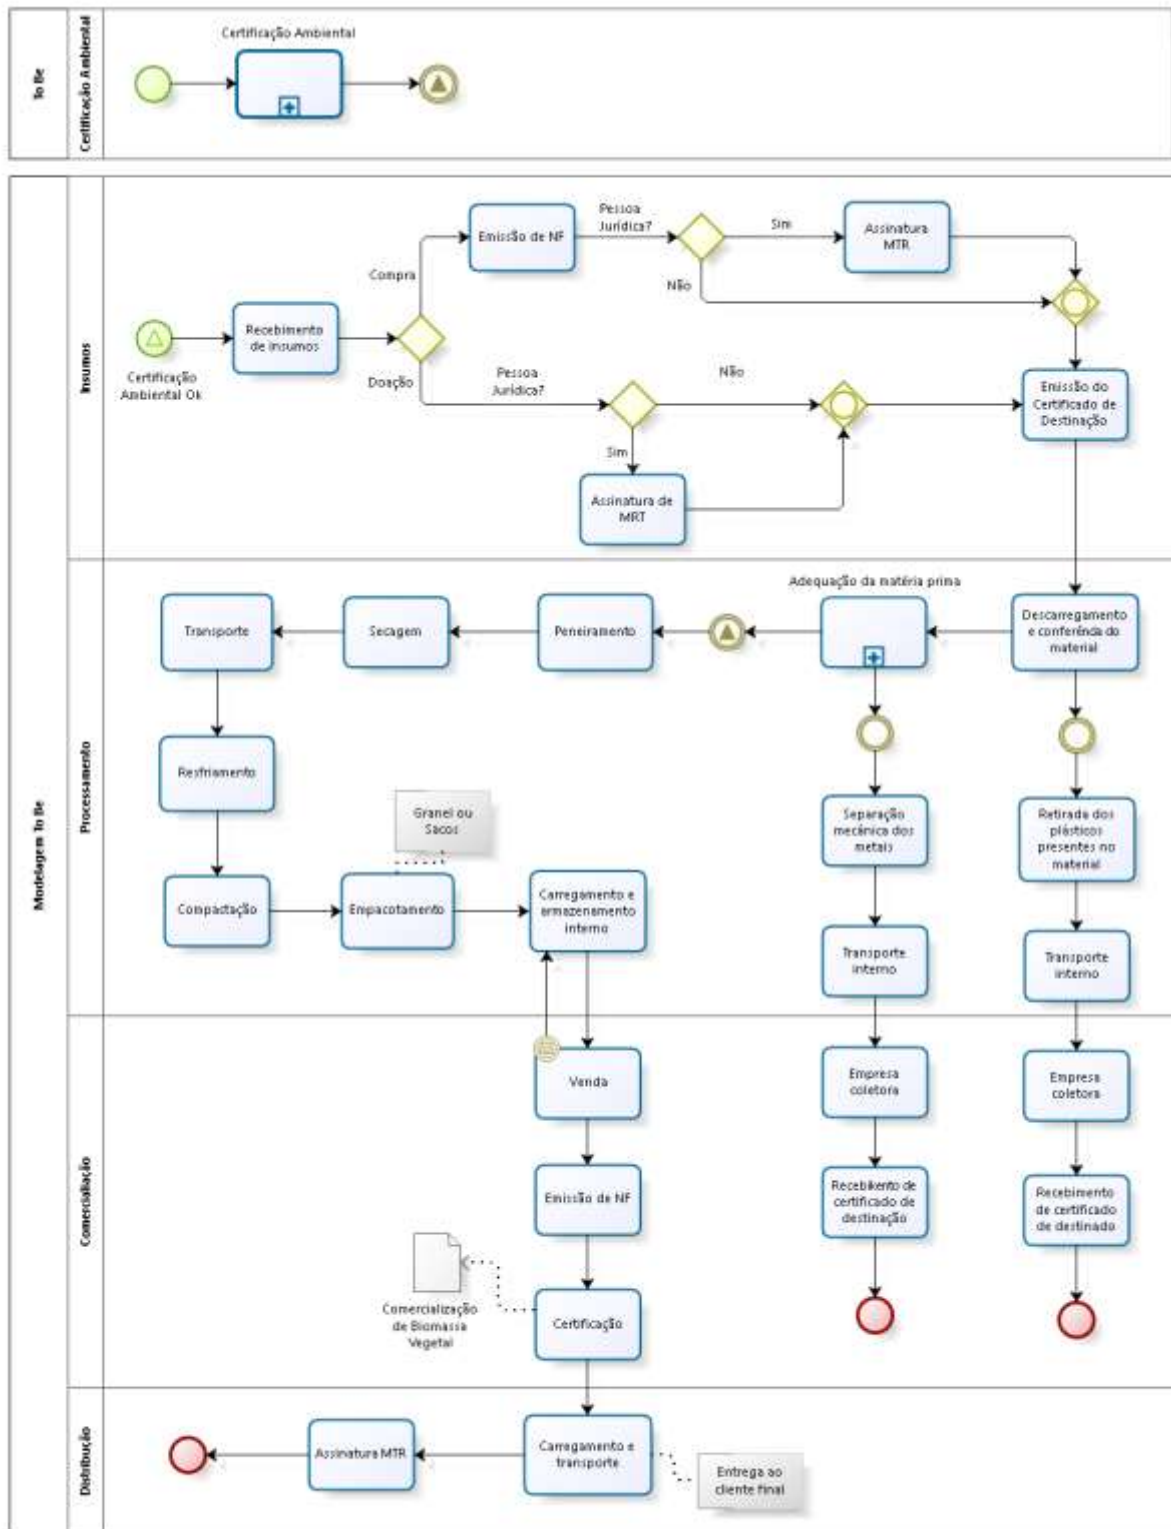 To Be
Certificação Ambiental
Certificação Ambiental
Modelagem To Be
Insumos
Certificação
Ambiental Ok
Recebimento
de insumos
Compra
Doação
Emissão de NF
Pessoa
Jurídica?
Sim
Não
Assinatura
MTR
Pessoa
Jurídica?
Não
Sim
Assinatura de
MRT
Emissão do
Certificado de
Destinação
Processamento
Transporte
Secagem
Peneiramento
Adequação da matéria prima
Descarregamento
e conferência do
material
Resfriamento
Granel ou
Sacos
Separação
mecânica dos
metais
Retirada dos
plásticos
presentes no
material
Compastação
Empacotamento
Carregamento e
armazenamento
interno
Transporte
interno
Transporte
interno
Comercialiação
Venda
Empresa
coletora
Empresa
coletora
Emissão de NF
Recebikento de
certificado de
destinação
Recebimento
de certificado
de destinado
Comercialização
de Biomassa
Vegetal
Certificação
Distribução
Assinatura MTR
Carregamento e
transporte
Entrega ao
cliente final